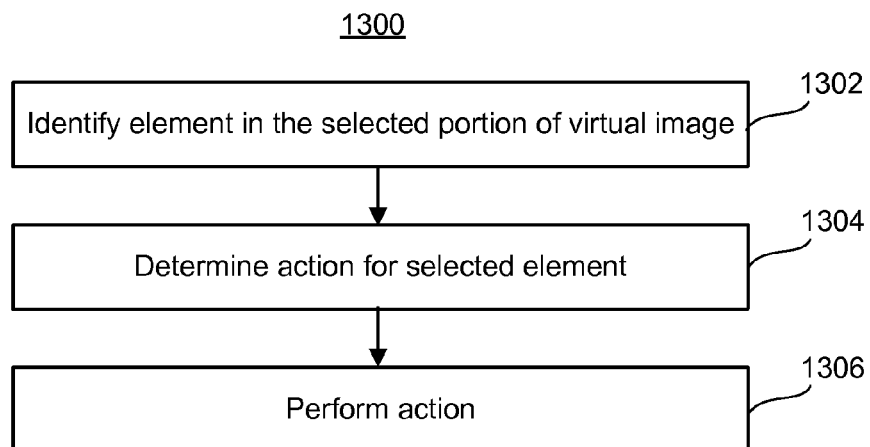 1300
1302
Identify element in the selected portion of virtual image
1304
Determine action for selected element
1306
Perform action